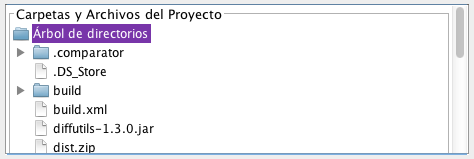 Carpetas y Archivos del Proyecto
Árbol de directorios
.comparator
.DS_Store
build
build.xml
diffutils-1.3.0.jar
dist.zip